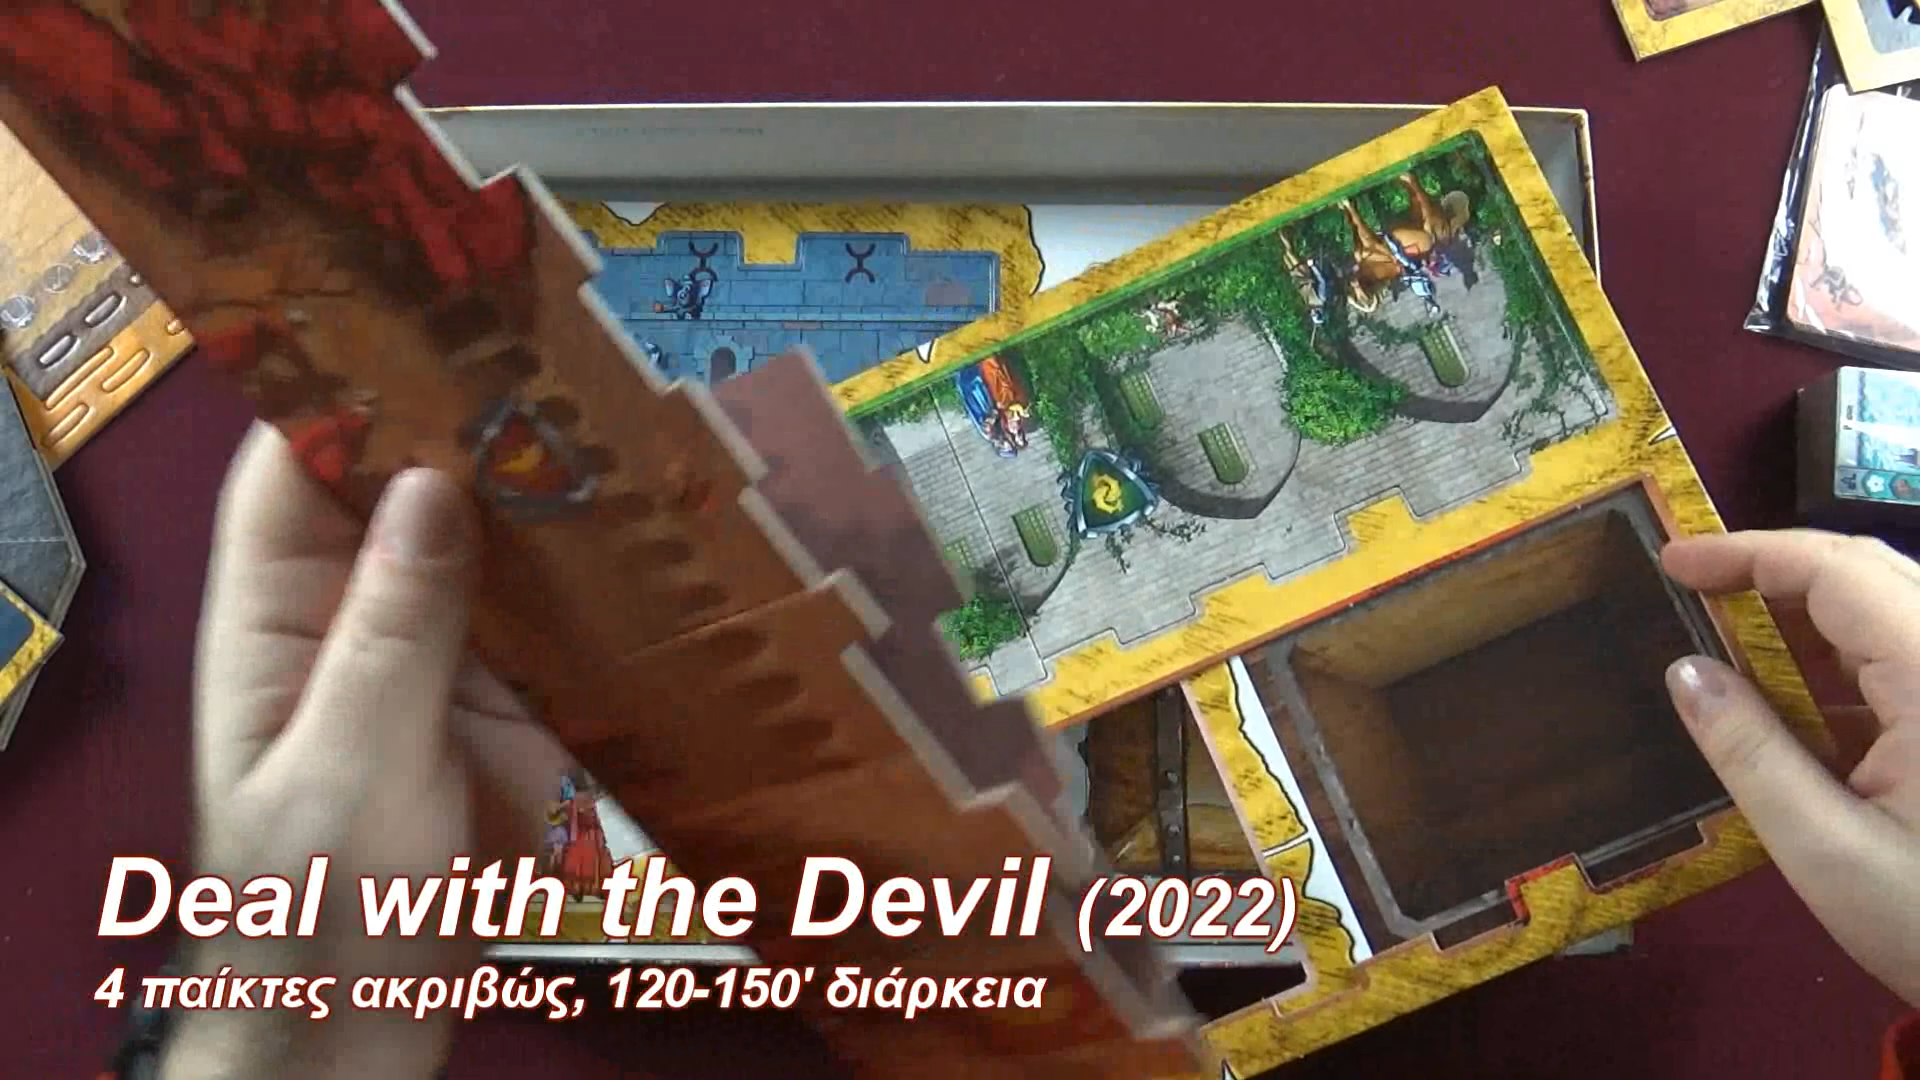 Deal with the Devil (2022)
4 παίκτες ακριβώς, 120-150' διάρκεια